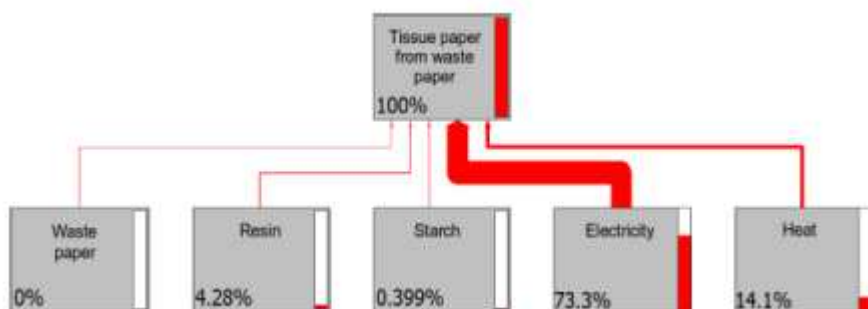 Tissue paper
from waste
paper
100%
Waste
paper
0%
Resin
4.28%
Starch
0.399%
Electricity
73.3%
Heat
14.1%